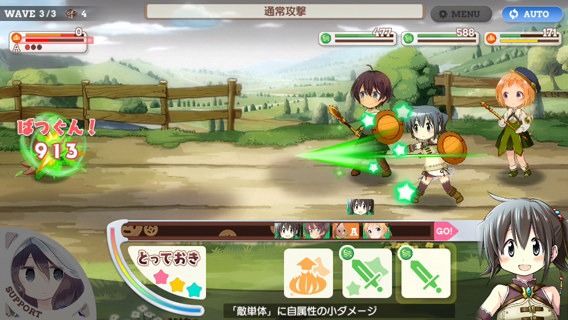 WAVE 3/3 4
通常攻撃
MENU
AUTO
0
A
477
588
171
ばつぐん！
913
A
GO!
とっておき
SUPPORT
「敵単体」に自属性の小ダメージ